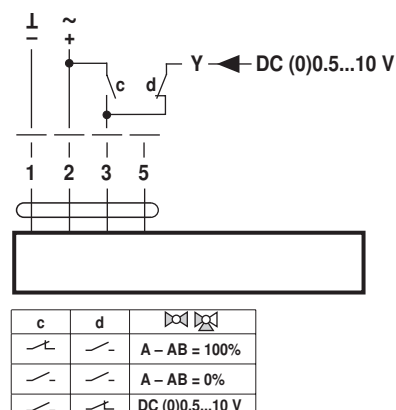 ⊥ ~
– +
c d Y DC (0)0.5...10 V
1 2 3 5
c d
A – AB = 100%
A – AB = 0%
DC (0)0.5...10 V